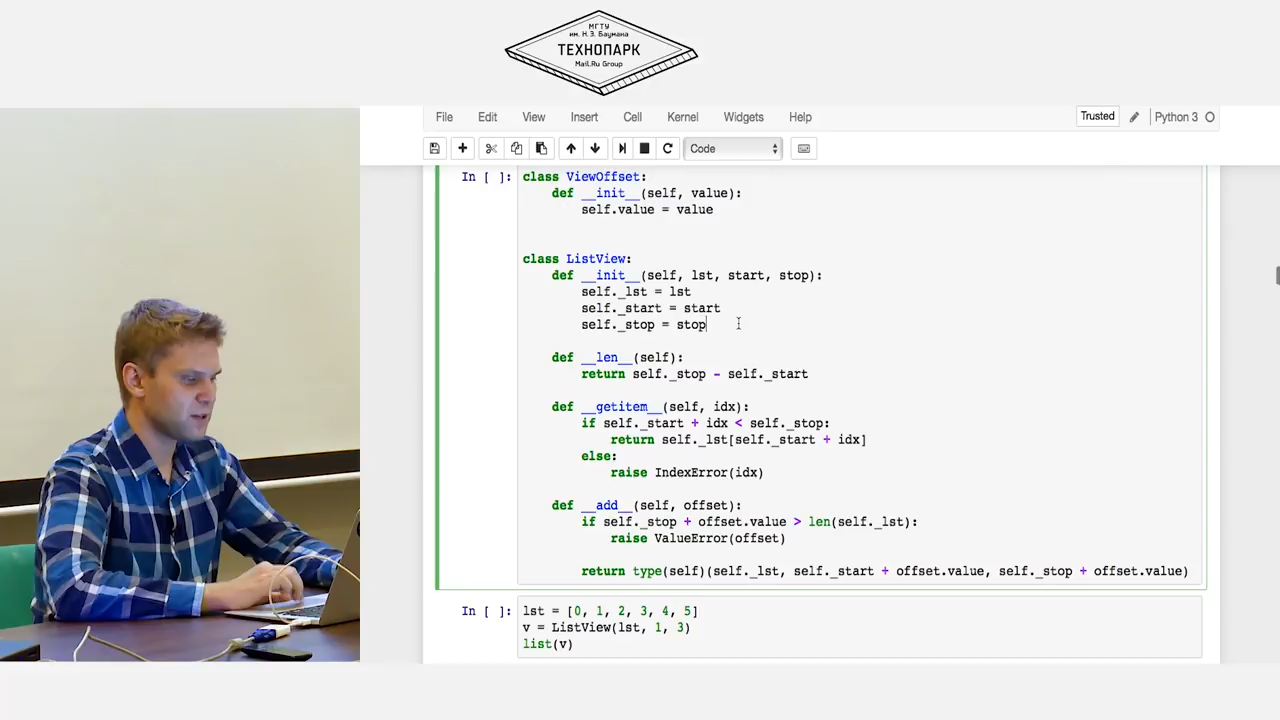 МГТУ
им. Н.Э. Баумана
ТЕХНОПАРК
Mail.Ru Group
File Edit View Insert Cell Kernel Widgets Help Trusted Python 3
Code
In [ ]: class ViewOffset:
    def __init__(self, value):
        self.value = value
class ListView:
    def __init__(self, lst, start, stop):
        self._lst = lst
        self._start = start
        self._stop = stop
    def __len__(self):
        return self._stop - self._start
    def __getitem__(self, idx):
        if self._start + idx < self._stop:
            return self._lst[self._start + idx]
        else:
            raise IndexError(idx)
    def __add__(self, offset):
        if self._stop + offset.value > len(self._lst):
            raise ValueError(offset)
        return type(self)(self._lst, self._start + offset.value, self._stop + offset.value)
In [ ]: lst = [0, 1, 2, 3, 4, 5]
v = ListView(lst, 1, 3)
list(v)